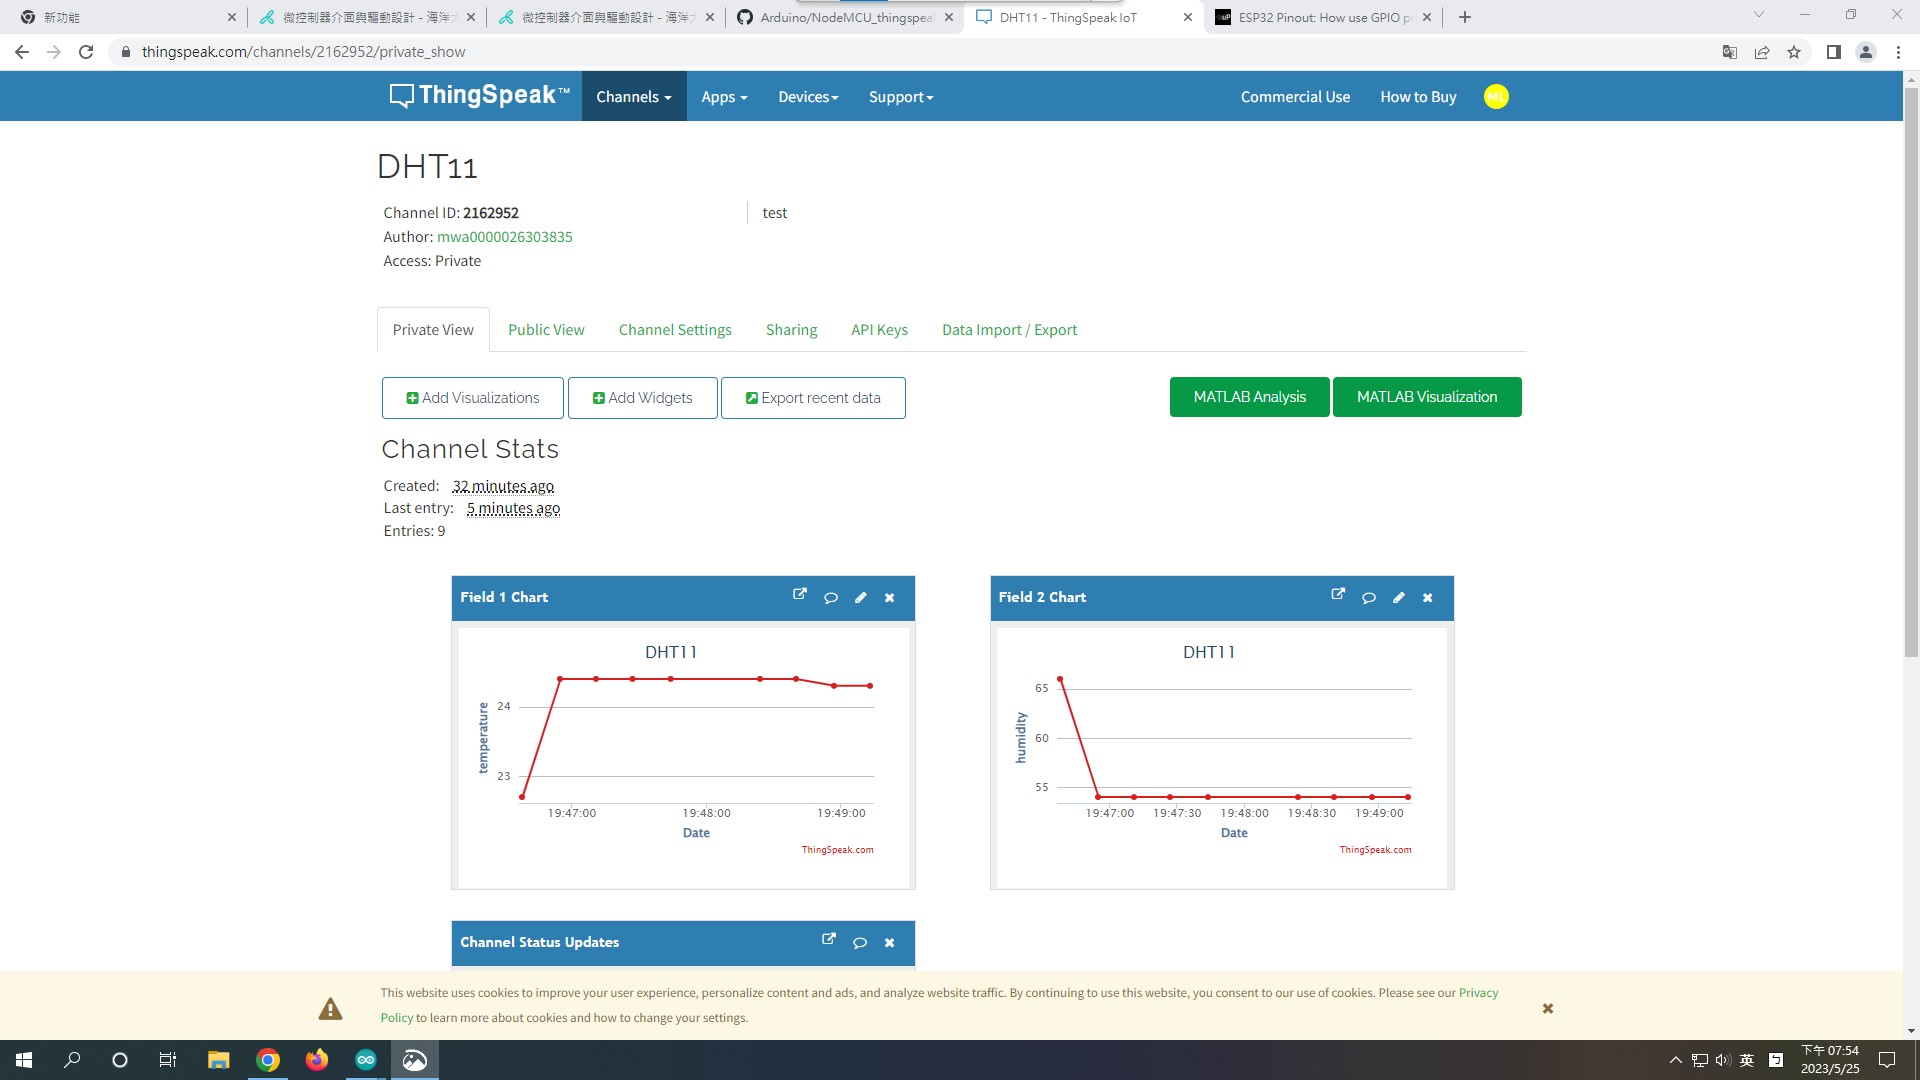 新功能
微控制器介面與驅動設計 - 海洋大
微控制器介面與驅動設計 - 海洋大
Arduino/NodeMCU_thingspeak
DHT11 - ThingSpeak IoT
ESP32 Pinout: How use GPIO p
thingspeak.com/channels/2162952/private_show
ThingSpeak™
Channels
Apps
Devices
Support
Commercial Use
How to Buy
ML
DHT11
Channel ID: 2162952
test
Author: mwa0000026303835
Access: Private
Private View
Public View
Channel Settings
Sharing
API Keys
Data Import / Export
Add Visualizations
Add Widgets
Export recent data
MATLAB Analysis
MATLAB Visualization
Channel Stats
Created: 32 minutes ago
Last entry: 5 minutes ago
Entries: 9
Field 1 Chart
DHT11
temperature
24
23
19:47:00
19:48:00
19:49:00
Date
ThingSpeak.com
Field 2 Chart
DHT11
humidity
65
60
55
19:47:00
19:47:30
19:48:00
19:48:30
19:49:00
Date
ThingSpeak.com
Channel Status Updates
This website uses cookies to improve your user experience, personalize content and ads, and analyze website traffic. By continuing to use this website, you consent to our use of cookies. Please see our Privacy
Policy to learn more about cookies and how to change your settings.
英
下午 07:54
2023/5/25